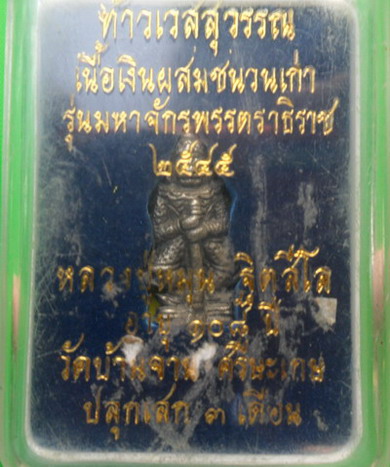 ท้าวเวสสุวรรณ
เนื้อเงินผสมชนวนเก่า
รุ่นมหาจักรพรรตราธิราช
๒๕๔๕
หลวงปู่หมุน ฐิตสีโล
อายุ ๑๐๘ ปี
วัดบ้านจาน ศรีษะเกษ
ปลุกเสก ๓ เดือน